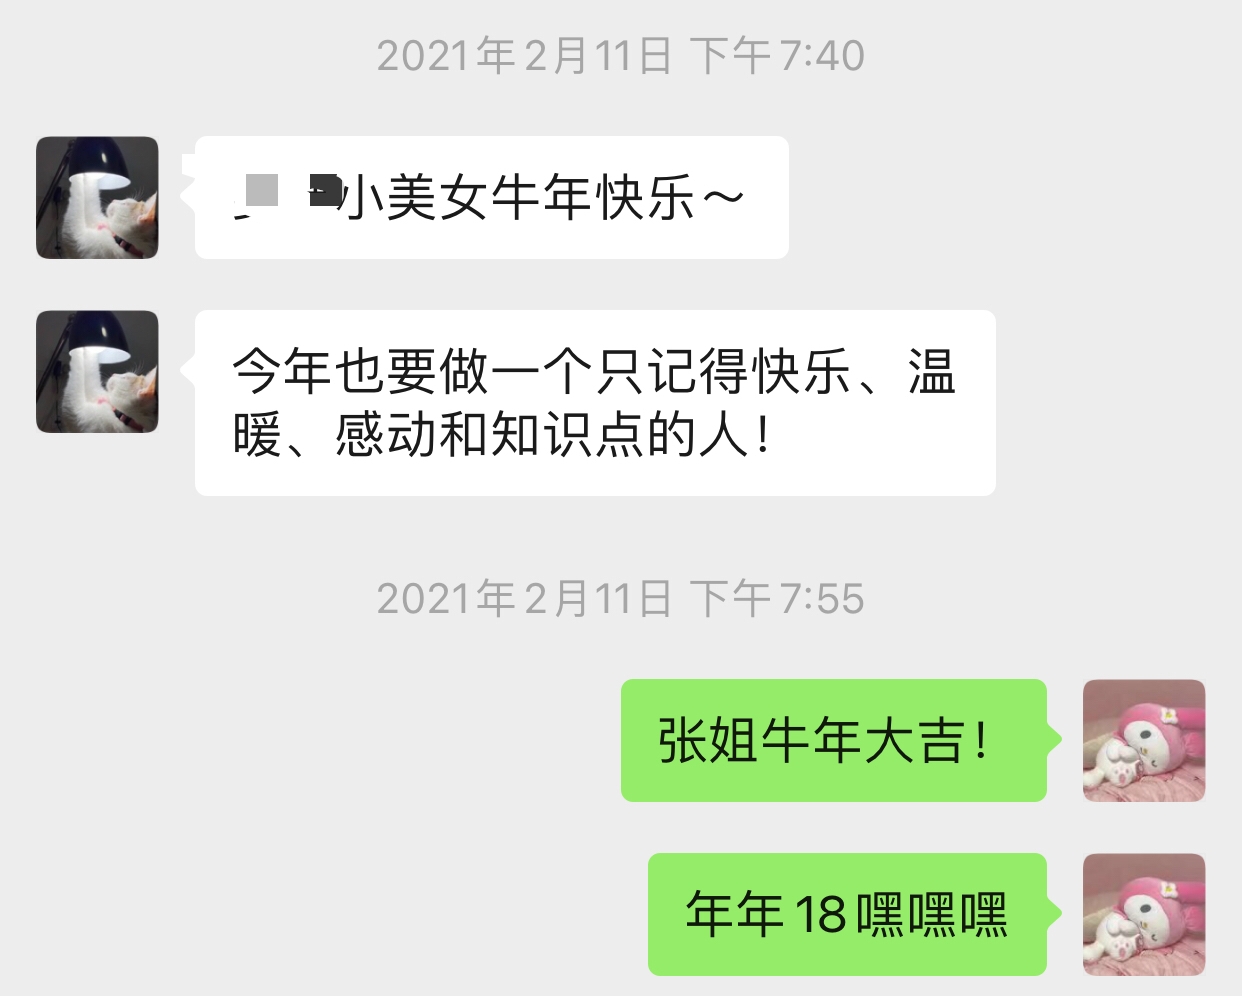 2021年2月11日 下午7:40
小美女牛年快乐～
今年也要做一个只记得快乐、温
暖、感动和知识点的人！
2021年2月11日 下午7:55
张姐牛年大吉！
年年18嘿嘿嘿